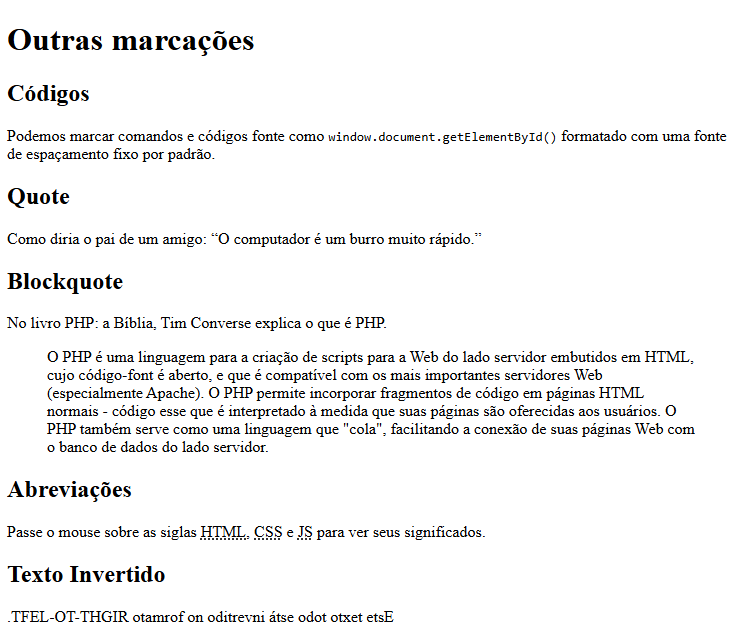 Outras marcações
Códigos
Podemos marcar comandos e códigos fonte como window.document.getElementById() formatado com uma fonte
de espaçamento fixo por padrão.
Quote
Como diria o pai de um amigo: “O computador é um burro muito rápido.”
Blockquote
No livro PHP: a Bíblia, Tim Converse explica o que é PHP.
O PHP é uma linguagem para a criação de scripts para a Web do lado servidor embutidos em HTML,
cujo código-font é aberto, e que é compatível com os mais importantes servidores Web
(especialmente Apache). O PHP permite incorporar fragmentos de código em páginas HTML
normais - código esse que é interpretado à medida que suas páginas são oferecidas aos usuários. O
PHP também serve como uma linguagem que "cola", facilitando a conexão de suas páginas Web com
o banco de dados do lado servidor.
Abreviações
Passe o mouse sobre as siglas HTML, CSS e JS para ver seus significados.
Texto Invertido
.TFEL-OT-THGIR otamrof on oditrevni átse odot otxet etsE